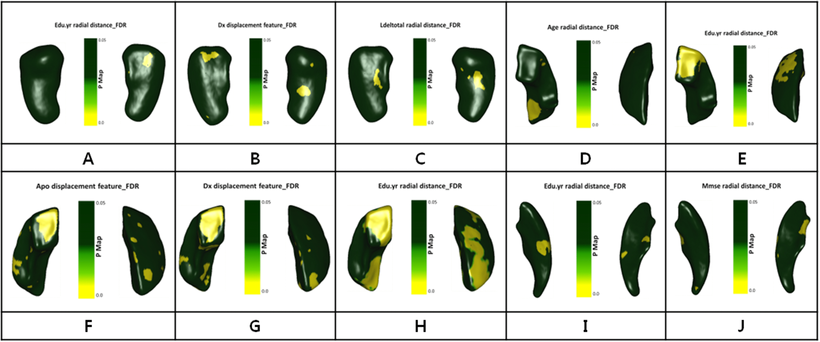 Edu.yr radial distance_FDR
0.05
P Map
0.0
A
Dx displacement feature_FDR
0.05
P Map
0.0
B
Ldeltotal radial distance_FDR
0.05
P Map
0.0
C
Age radial distance_FDR
0.05
P Map
0.0
D
Edu.yr radial distance_FDR
0.05
P Map
0.0
E
Apo displacement feature_FDR
0.05
P Map
0.0
F
Dx displacement feature_FDR
0.05
P Map
0.0
G
Edu.yr radial distance_FDR
0.05
P Map
0.0
H
Edu.yr radial distance_FDR
0.05
P Map
0.0
I
Mmse radial distance_FDR
0.05
P Map
0.0
J